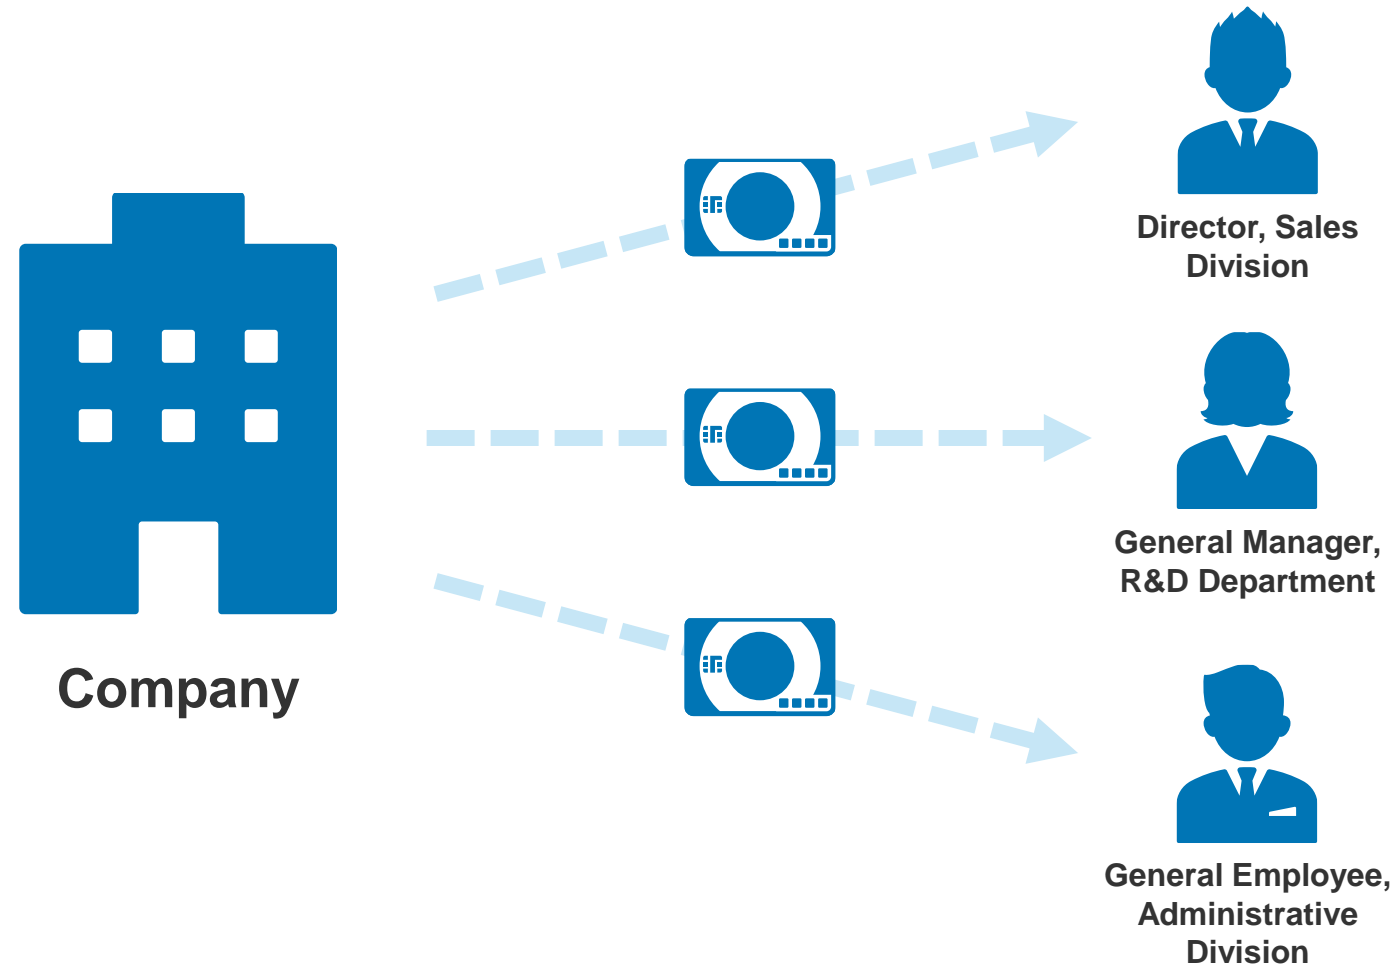 Director, Sales
Division
General Manager,
R&D Department
Company
General Employee,
Administrative
Division